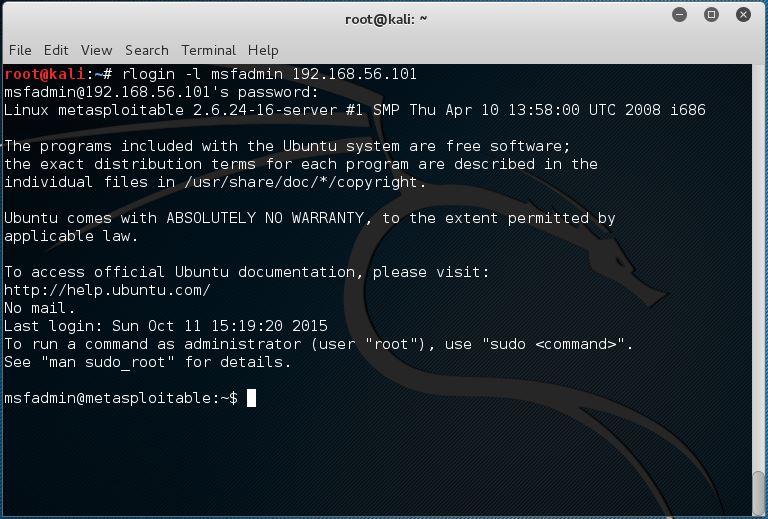 root@kali: ~
File Edit View Search Terminal Help
root@kali:~# rlogin -l msfadmin 192.168.56.101
msfadmin@192.168.56.101's password:
Linux metasploitable 2.6.24-16-server #1 SMP Thu Apr 10 13:58:00 UTC 2008 i686
The programs included with the Ubuntu system are free software;
the exact distribution terms for each program are described in the
individual files in /usr/share/doc/*/copyright.
Ubuntu comes with ABSOLUTELY NO WARRANTY, to the extent permitted by
applicable law.
To access official Ubuntu documentation, please visit:
http://help.ubuntu.com/
No mail.
Last login: Sun Oct 11 15:19:20 2015
To run a command as administrator (user "root"), use "sudo <command>".
See "man sudo_root" for details.
msfadmin@metasploitable:~$